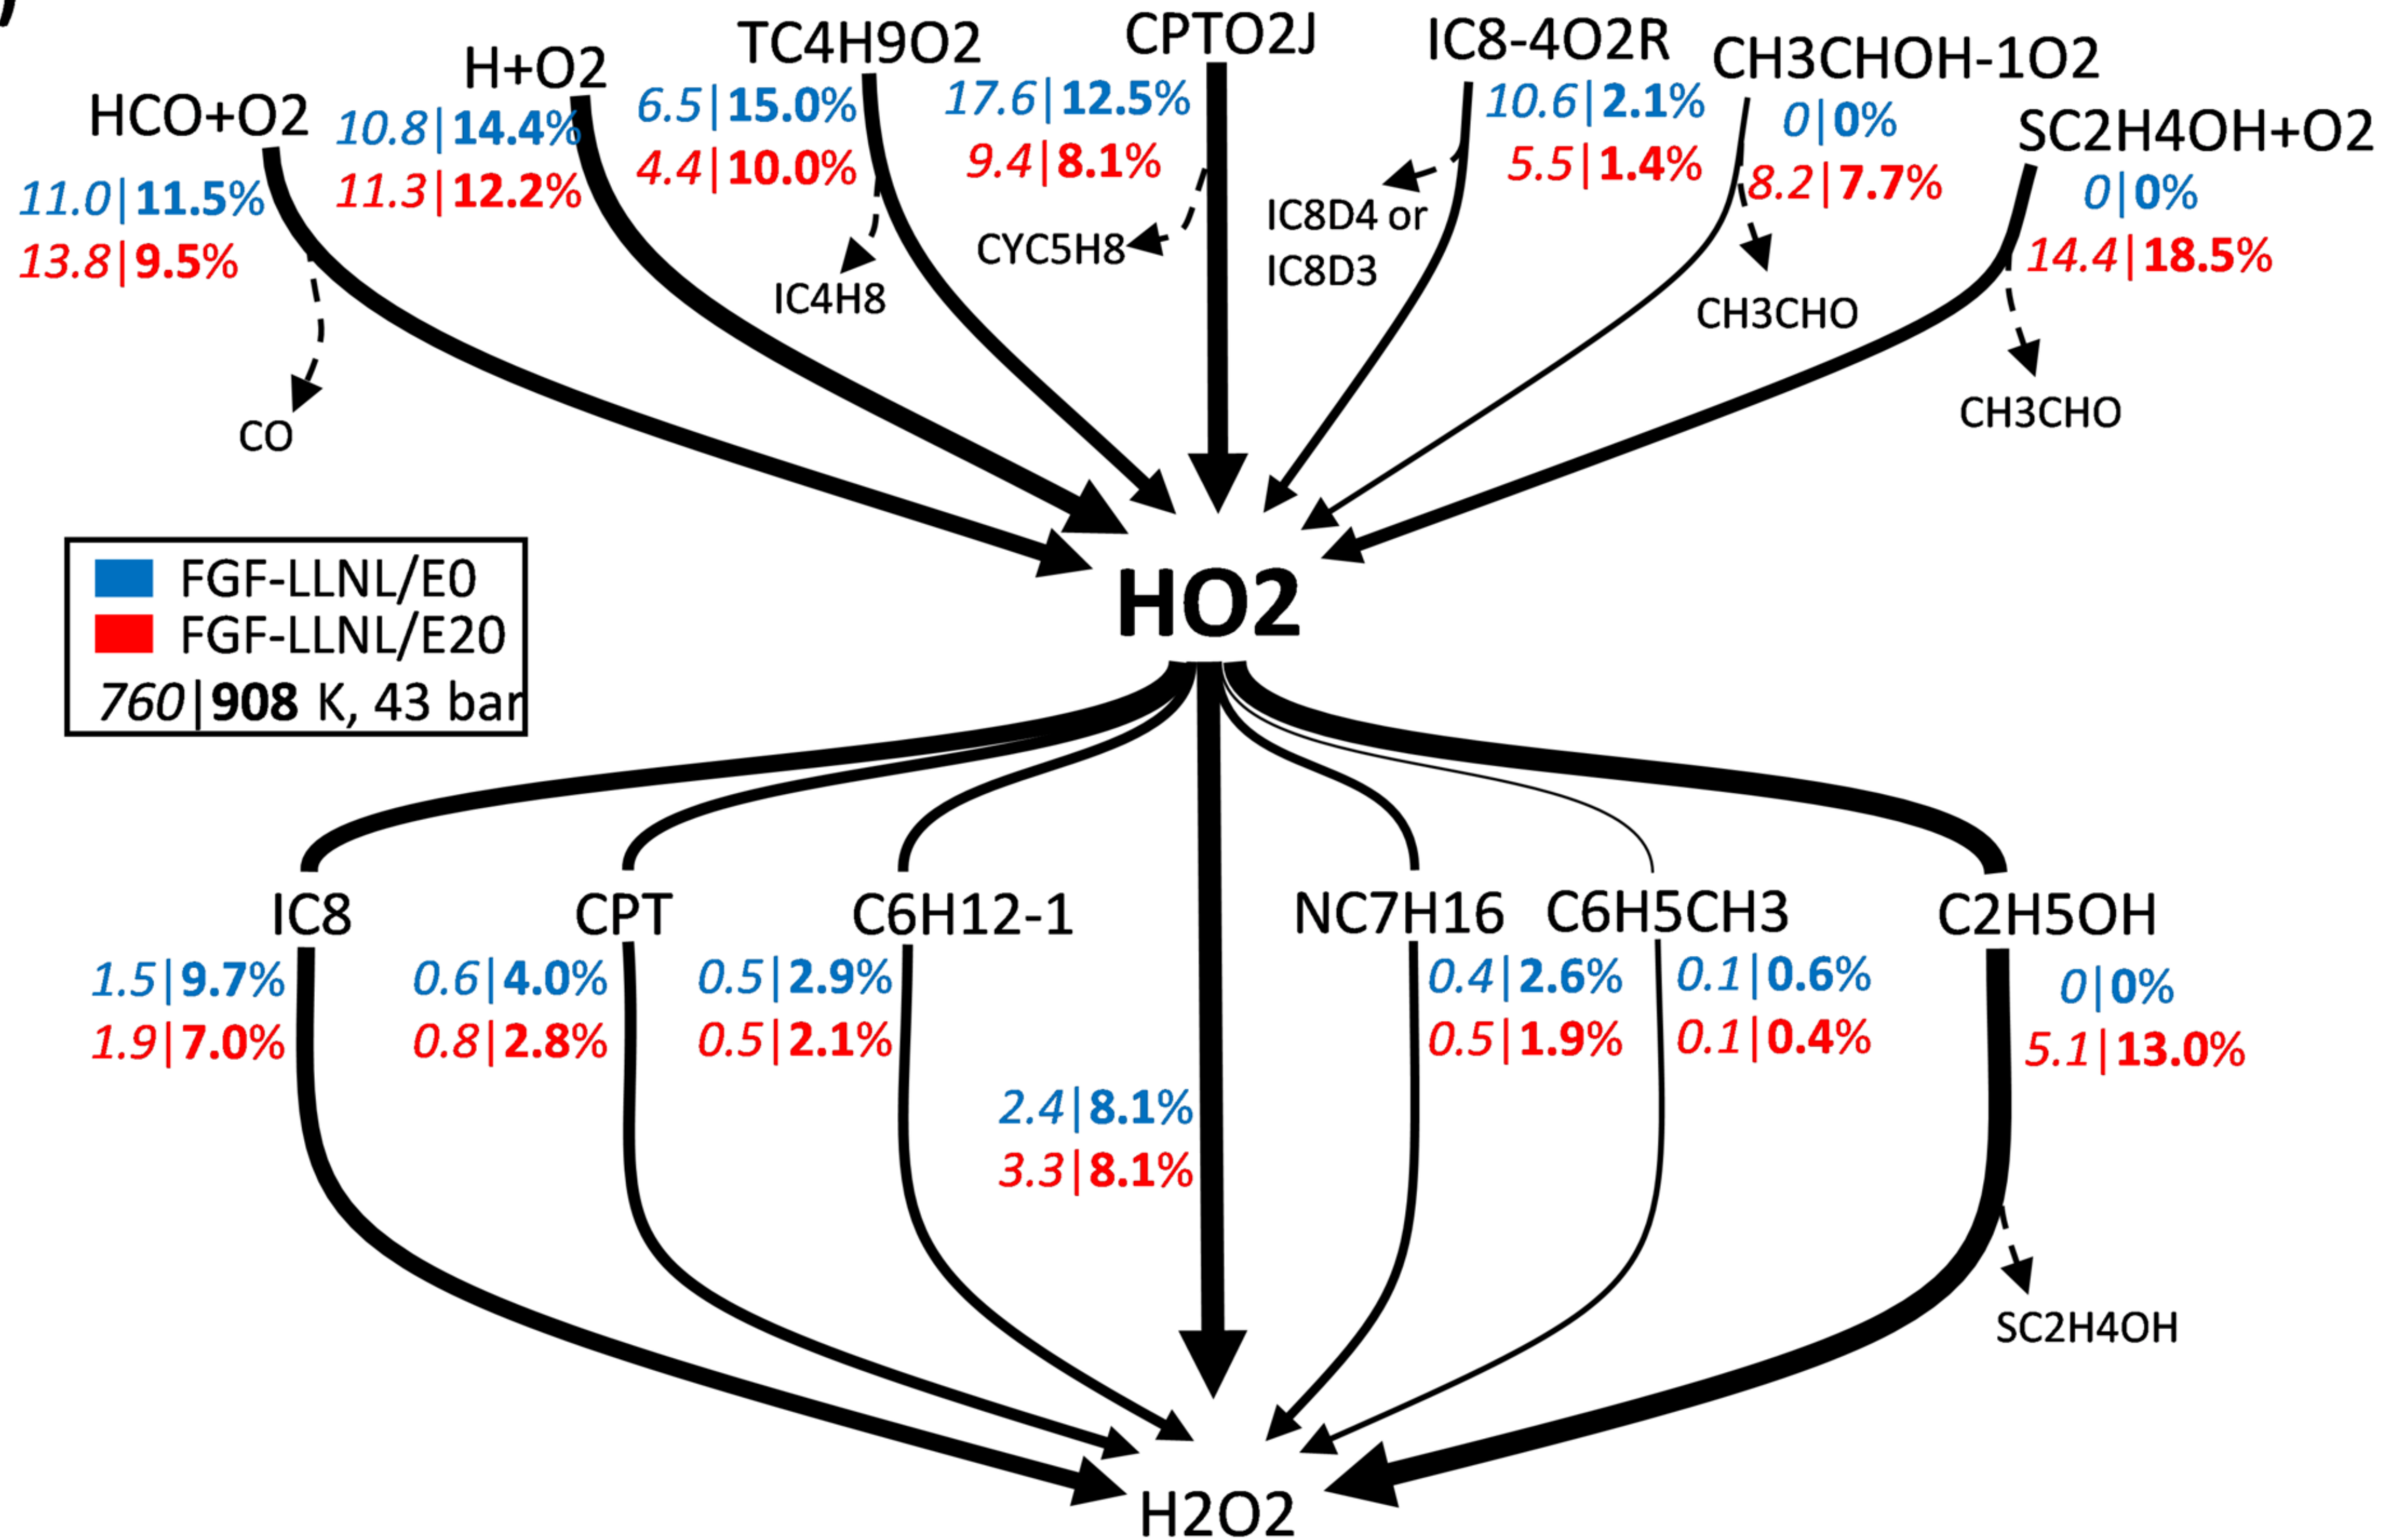 )
HCO+O2
11.0|11.5%
13.8|9.5%
CO
H+O2
10.8|14.4%
11.3|12.2%
TC4H9O2
6.5|15.0%
4.4|10.0%
IC4H8
CPTO2J
17.6|12.5%
9.4|8.1%
CYC5H8
IC8-4O2R
10.6|2.1%
5.5|1.4%
IC8D4 or
IC8D3
CH3CHOH-1O2
0|0%
8.2|7.7%
CH3CHO
SC2H4OH+O2
0|0%
14.4|18.5%
CH3CHO
HO2
FGF-LLNL/E0
FGF-LLNL/E20
760|908 K, 43 bar
IC8
1.5|9.7%
1.9|7.0%
CPT
0.6|4.0%
0.8|2.8%
C6H12-1
0.5|2.9%
0.5|2.1%
2.4|8.1%
3.3|8.1%
NC7H16
0.4|2.6%
0.5|1.9%
C6H5CH3
0.1|0.6%
0.1|0.4%
C2H5OH
0|0%
5.1|13.0%
SC2H4OH
H2O2